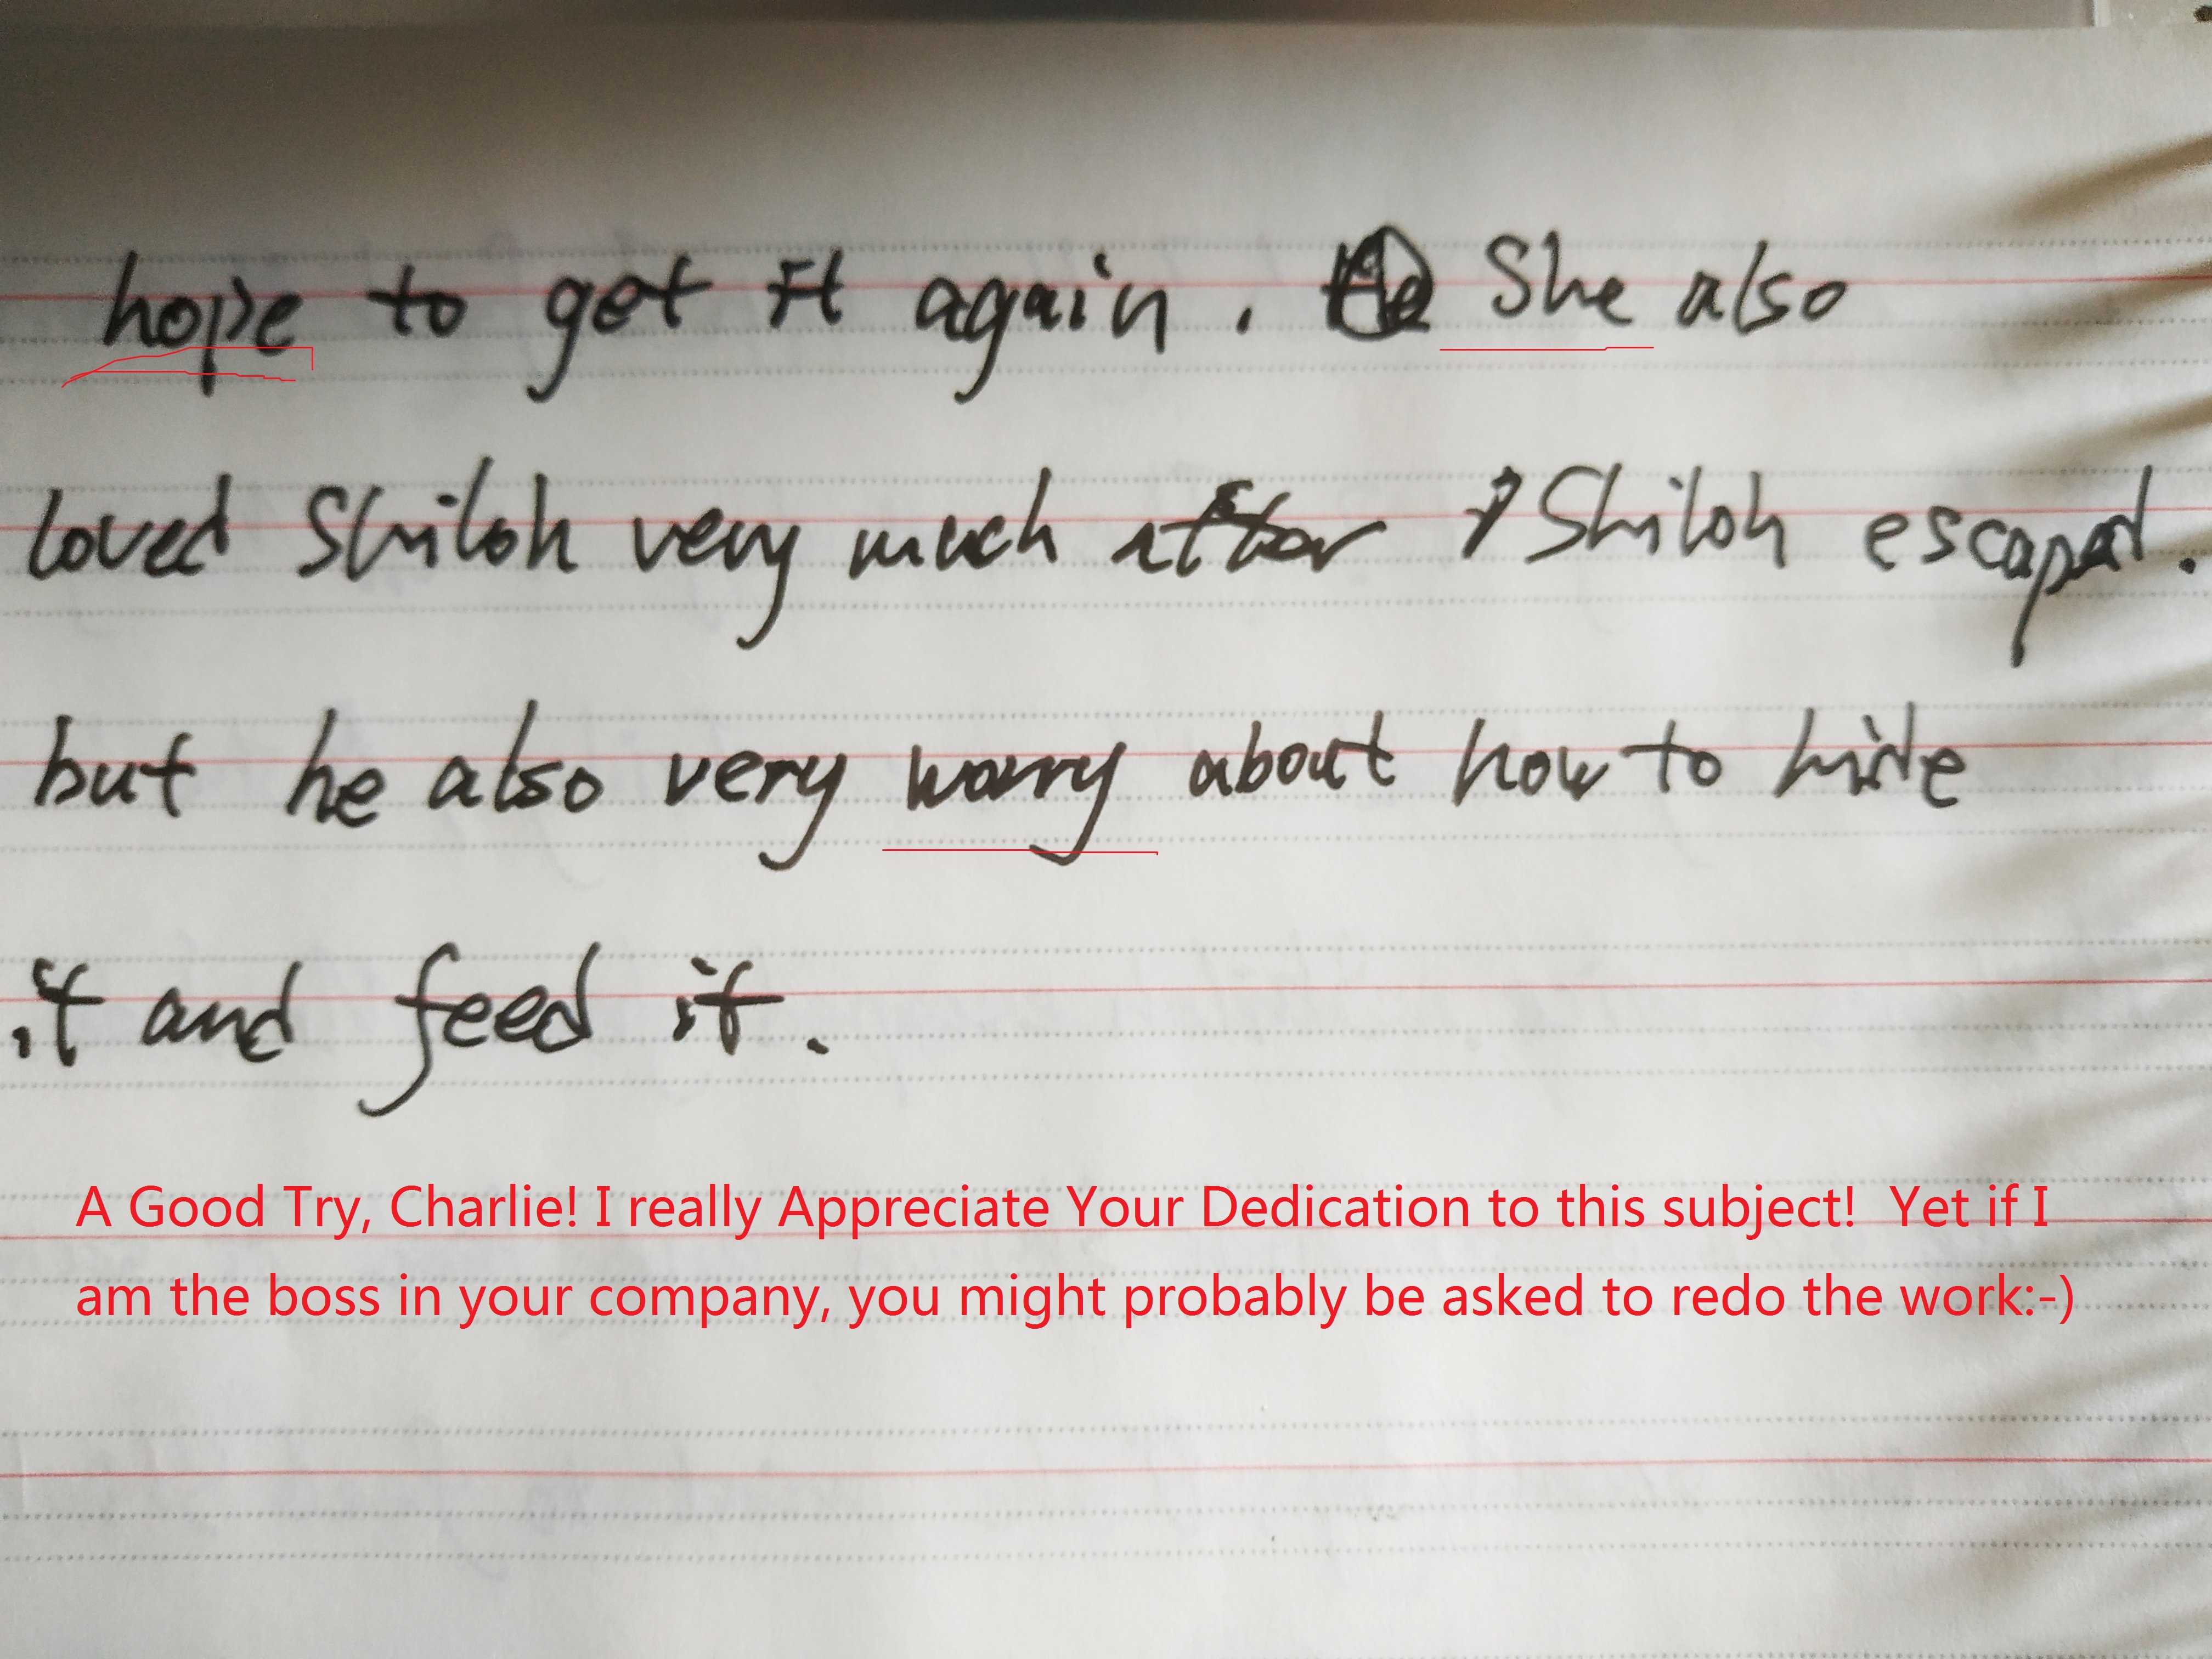 hope to get it again. She also
loved Shiloh very much after Shiloh escaped.
but he also very worry about how to hide
it and feed it.
A Good Try, Charlie! I really Appreciate Your Dedication to this subject! Yet if I
am the boss in your company, you might probably be asked to redo the work:-)